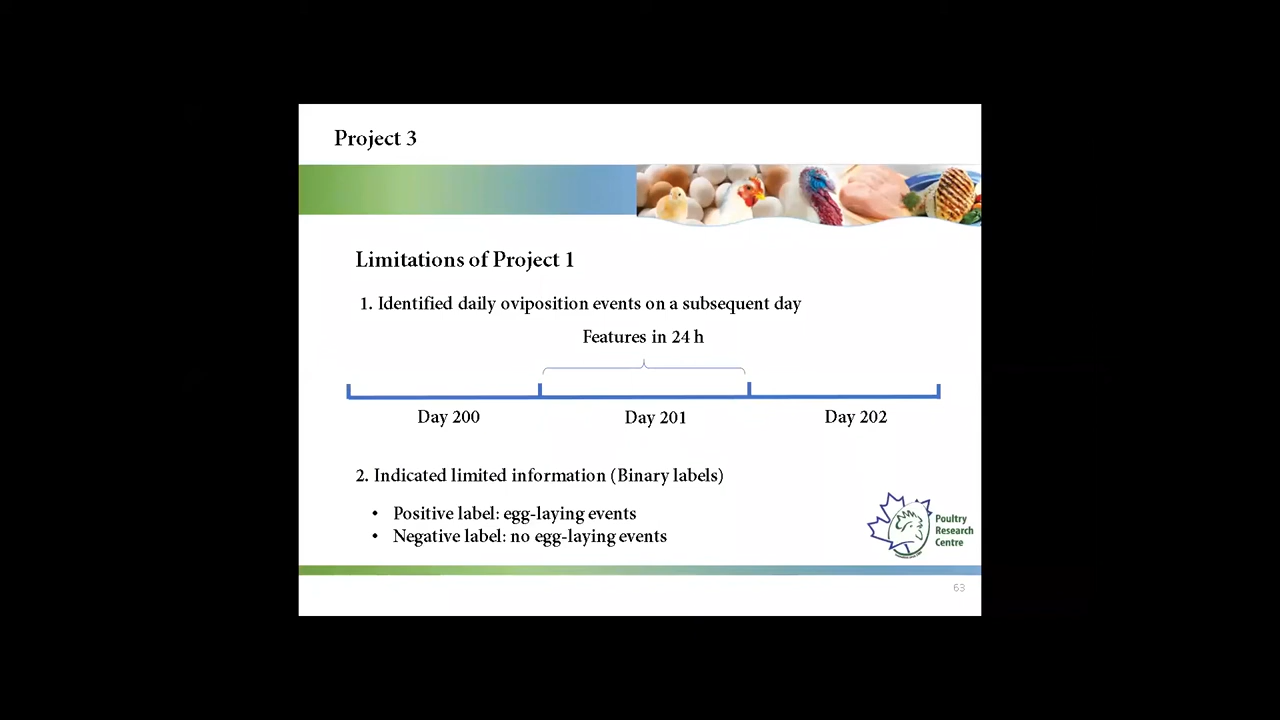 Project 3
Limitations of Project 1
1. Identified daily oviposition events on a subsequent day
Features in 24 h
Day 200
Day 201
Day 202
2. Indicated limited information (Binary labels)
• Positive label: egg-laying events
• Negative label: no egg-laying events
Poultry
Research
Centre
63